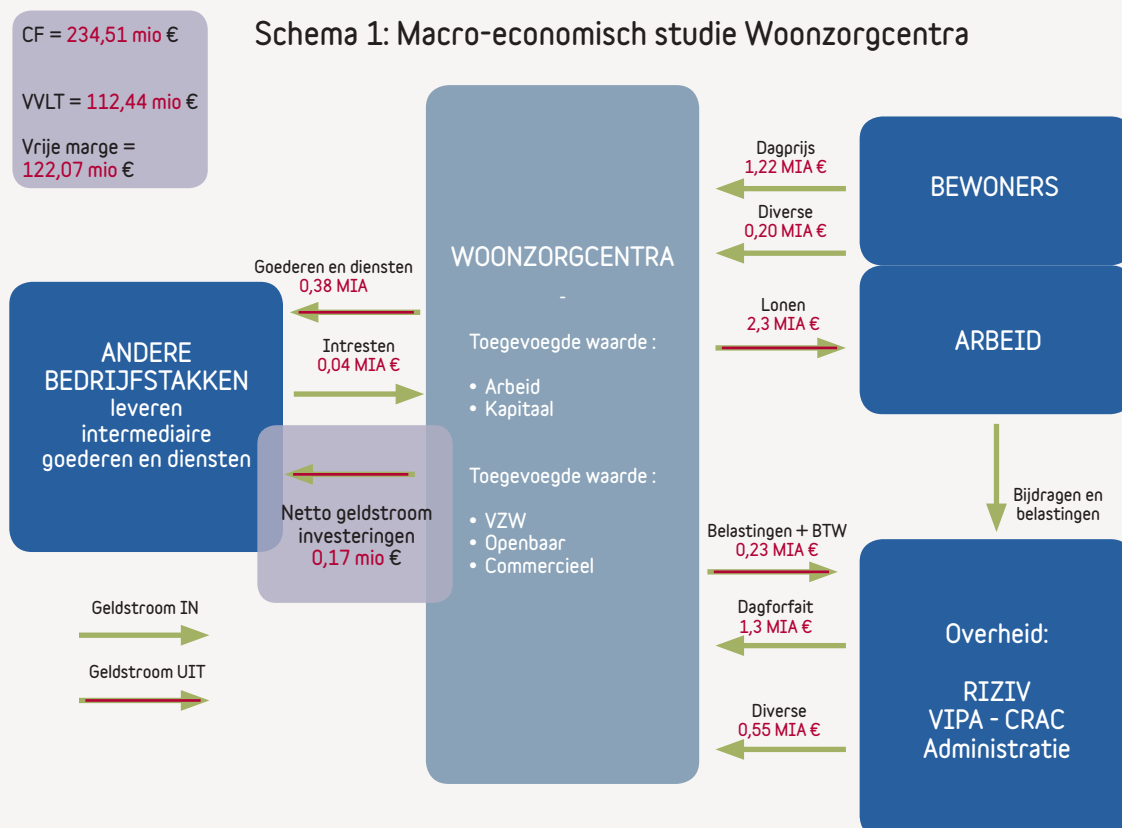 CF = 234,51 mio €
VVLT = 112,44 mio €
Vrije marge =
122,07 mio €
Schema 1: Macro-economisch studie Woonzorgcentra
Goederen en diensten
0,38 MIA
Intresten
0,04 MIA €
ANDERE
BEDRIJFSTAKKEN
leveren
intermediaire
goederen en diensten
Netto geldstroom
investeringen
0,17 mio €
Geldstroom IN
Geldstroom UIT
WOONZORGCENTRA
-
Toegevoegde waarde :
• Arbeid
• Kapitaal
Toegevoegde waarde :
• VZW
• Openbaar
• Commercieel
Dagprijs
1,22 MIA €
Diverse
0,20 MIA €
Lonen
2,3 MIA €
Belastingen + BTW
0,23 MIA €
Dagforfait
1,3 MIA €
Diverse
0,55 MIA €
BEWONERS
ARBEID
Bijdragen en
belastingen
Overheid:
RIZIV
VIPA - CRAC
Administratie